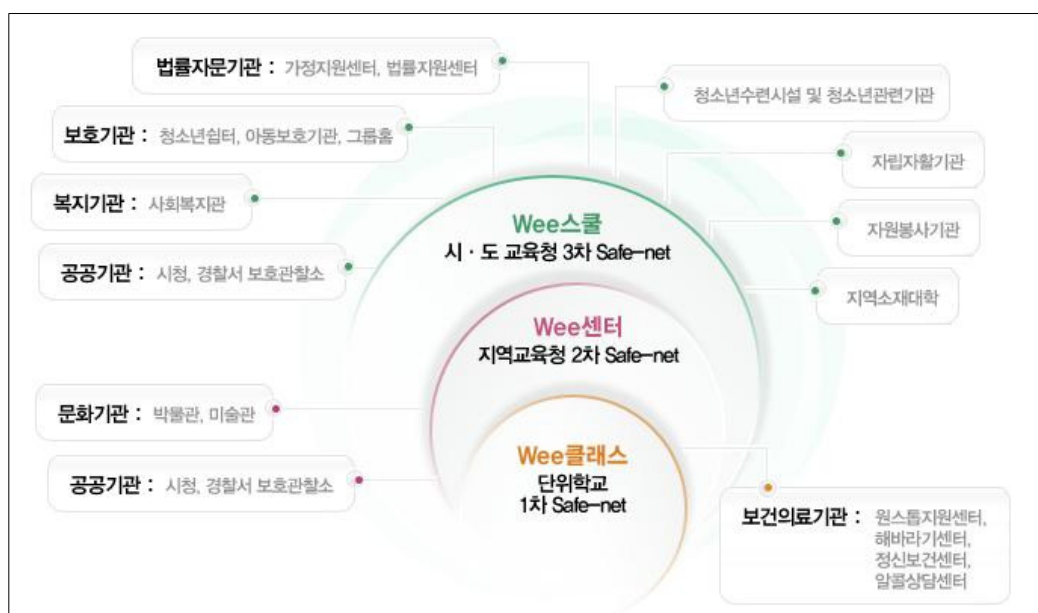 법률자문기관 : 가정지원센터, 법률지원센터
청소년수련시설 및 청소년관련기관
보호기관 : 청소년쉼터, 아동보호기관, 그룹홈
자립자활기관
복지기관 : 사회복지관
자원봉사기관
Wee스쿨
시 · 도 교육청 3차 Safe-net
공공기관 : 시청, 경찰서 보호관찰소
지역소재대학
Wee센터
지역교육청 2차 Safe-net
문화기관 : 박물관, 미술관
Wee클래스
단위학교
1차 Safe-net
공공기관 : 시청, 경찰서 보호관찰소
보건의료기관 : 원스톱지원센터,
해바라기센터,
정신보건센터,
알콜상담센터